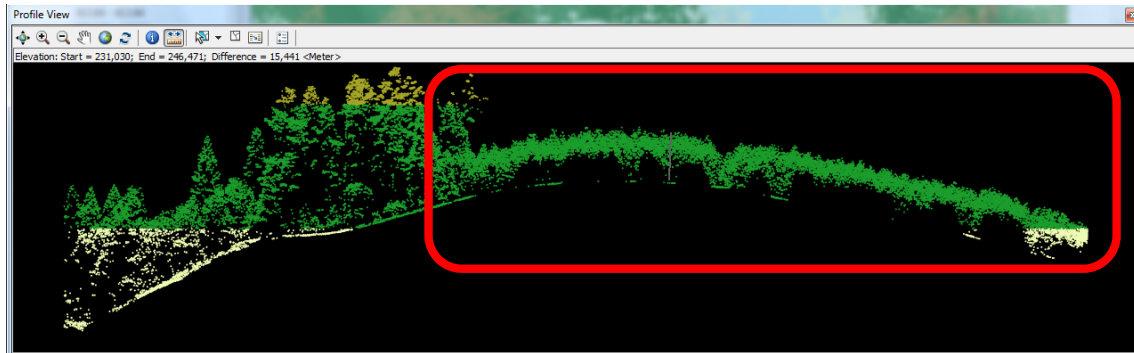 Profile View
Elevation: Start = 231,030; End = 246,471; Difference = 15,441 <Meter>